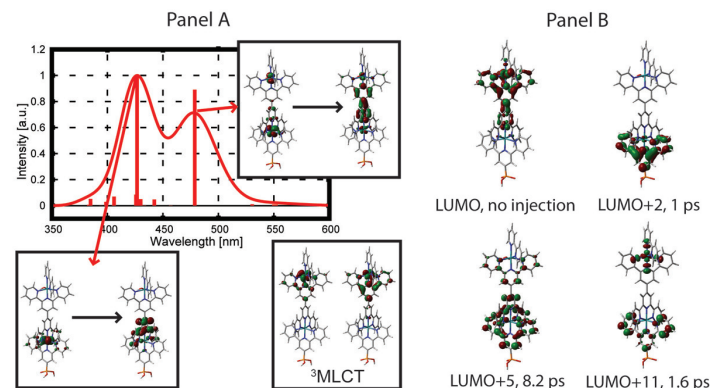 Panel A
Panel B
Intensity [a.u.]
1.2
1
0.8
0.6
0.4
0.2
0
350
400
450
500
550
600
Wavelength [nm]
³MLCT
LUMO, no injection
LUMO+2, 1 ps
LUMO+5, 8.2 ps
LUMO+11, 1.6 ps